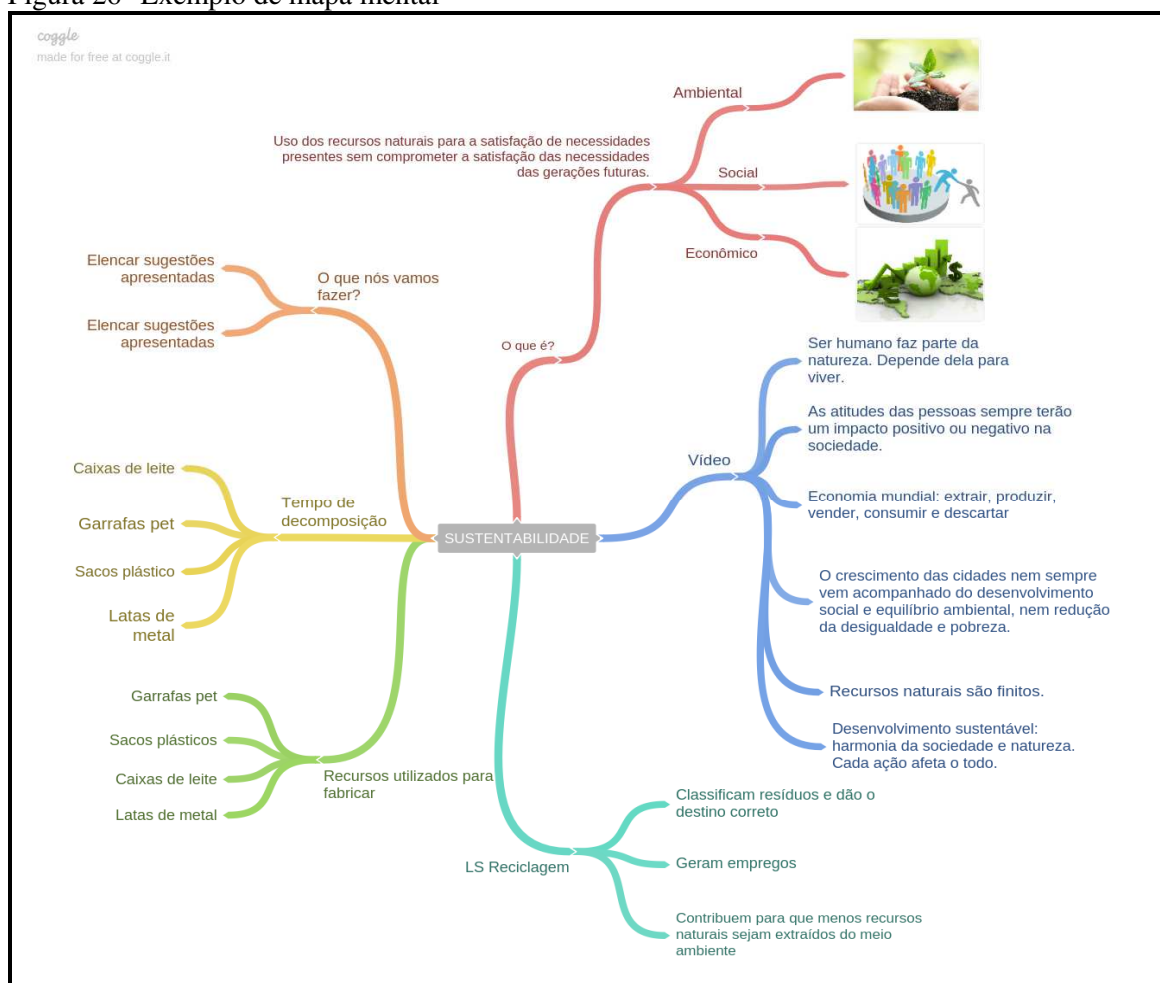 Figura 26- Exemplo de mapa mental
coggle
made for free at coggle.it
Ambiental
Uso dos recursos naturais para a satisfação de necessidades
presentes sem comprometer a satisfação das necessidades
das gerações futuras.
Social
Econômico
O que é?
Elencar sugestões
apresentadas
O que nós vamos
fazer?
Elencar sugestões
apresentadas
Ser humano faz parte da
natureza. Depende dela para
viver.
As atitudes das pessoas sempre terão
um impacto positivo ou negativo na
sociedade.
Vídeo
Economia mundial: extrair, produzir,
vender, consumir e descartar
O crescimento das cidades nem sempre
vem acompanhado do desenvolvimento
social e equilíbrio ambiental, nem redução
da desigualdade e pobreza.
Recursos naturais são finitos.
Desenvolvimento sustentável:
harmonia da sociedade e natureza.
Cada ação afeta o todo.
Caixas de leite
Tempo de
decomposição
Garrafas pet
Sacos plástico
Latas de
metal
SUSTENTABILIDADE
Garrafas pet
Sacos plásticos
Caixas de leite
Latas de metal
Recursos utilizados para
fabricar
LS Reciclagem
Classificam resíduos e dão o
destino correto
Geram empregos
Contribuem para que menos recursos
naturais sejam extraídos do meio
ambiente